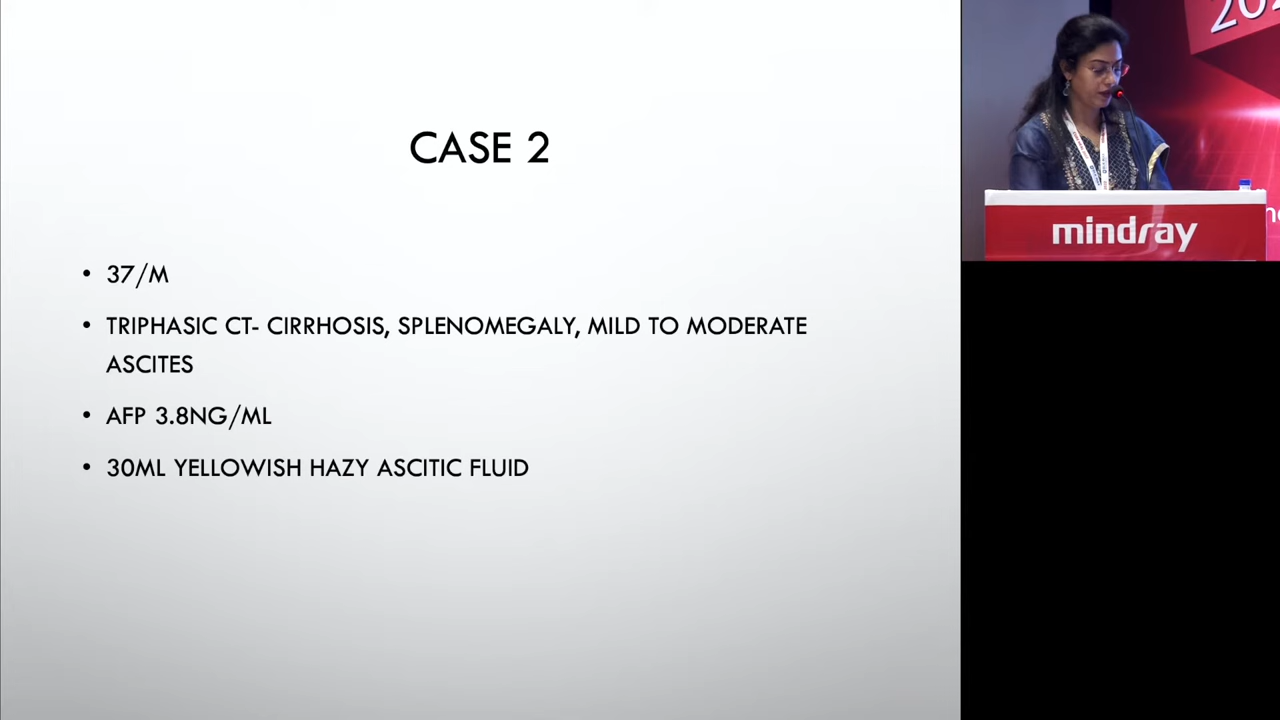 CASE 2
• 37/M
• TRIPHASIC CT- CIRRHOSIS, SPLENOMEGALY, MILD TO MODERATE
ASCITES
• AFP 3.8NG/ML
• 30ML YELLOWISH HAZY ASCITIC FLUID
mindray